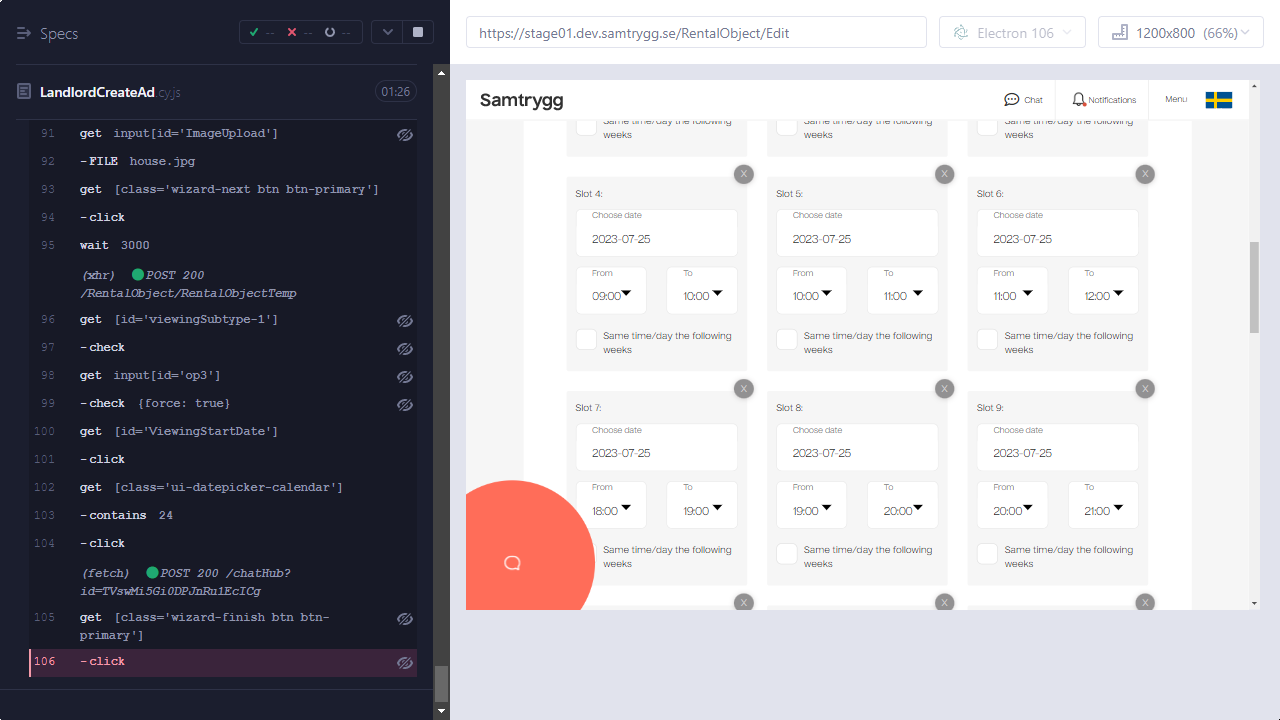 Specs
--
--
--
LandlordCreateAd.cy.js
01:26
91 get input[id='ImageUpload']
92 -FILE house.jpg
93 get [class='wizard-next btn btn-primary']
94 -click
95 wait 3000
(xhr) POST 200
/RentalObject/RentalObjectTemp
96 get [id='viewingSubtype-1']
97 -check
98 get input[id='op3']
99 -check {force: true}
100 get [id='ViewingStartDate']
101 -click
102 get [class='ui-datepicker-calendar']
103 -contains 24
104 -click
(fetch) POST 200 /chatHub?
id=TVswMi5Gi0DPJnRu1EcICg
105 get [class='wizard-finish btn btn-
primary']
106 -click
https://stage01.dev.samtrygg.se/RentalObject/Edit
Electron 106
1200x800 (66%)
Samtrygg
Chat
Notifications
Menu
Same time/day the following
weeks
Same time/day the following
weeks
Same time/day the following
weeks
X
X
X
Slot 4:
Choose date
2023-07-25
From
09:00
To
10:00
Same time/day the following
weeks
Slot 5:
Choose date
2023-07-25
From
10:00
To
11:00
Same time/day the following
weeks
Slot 6:
Choose date
2023-07-25
From
11:00
To
12:00
Same time/day the following
weeks
X
X
X
Slot 7:
Choose date
2023-07-25
From
18:00
To
19:00
Same time/day the following
weeks
Slot 8:
Choose date
2023-07-25
From
19:00
To
20:00
Same time/day the following
weeks
Slot 9:
Choose date
2023-07-25
From
20:00
To
21:00
Same time/day the following
weeks
X
X
X